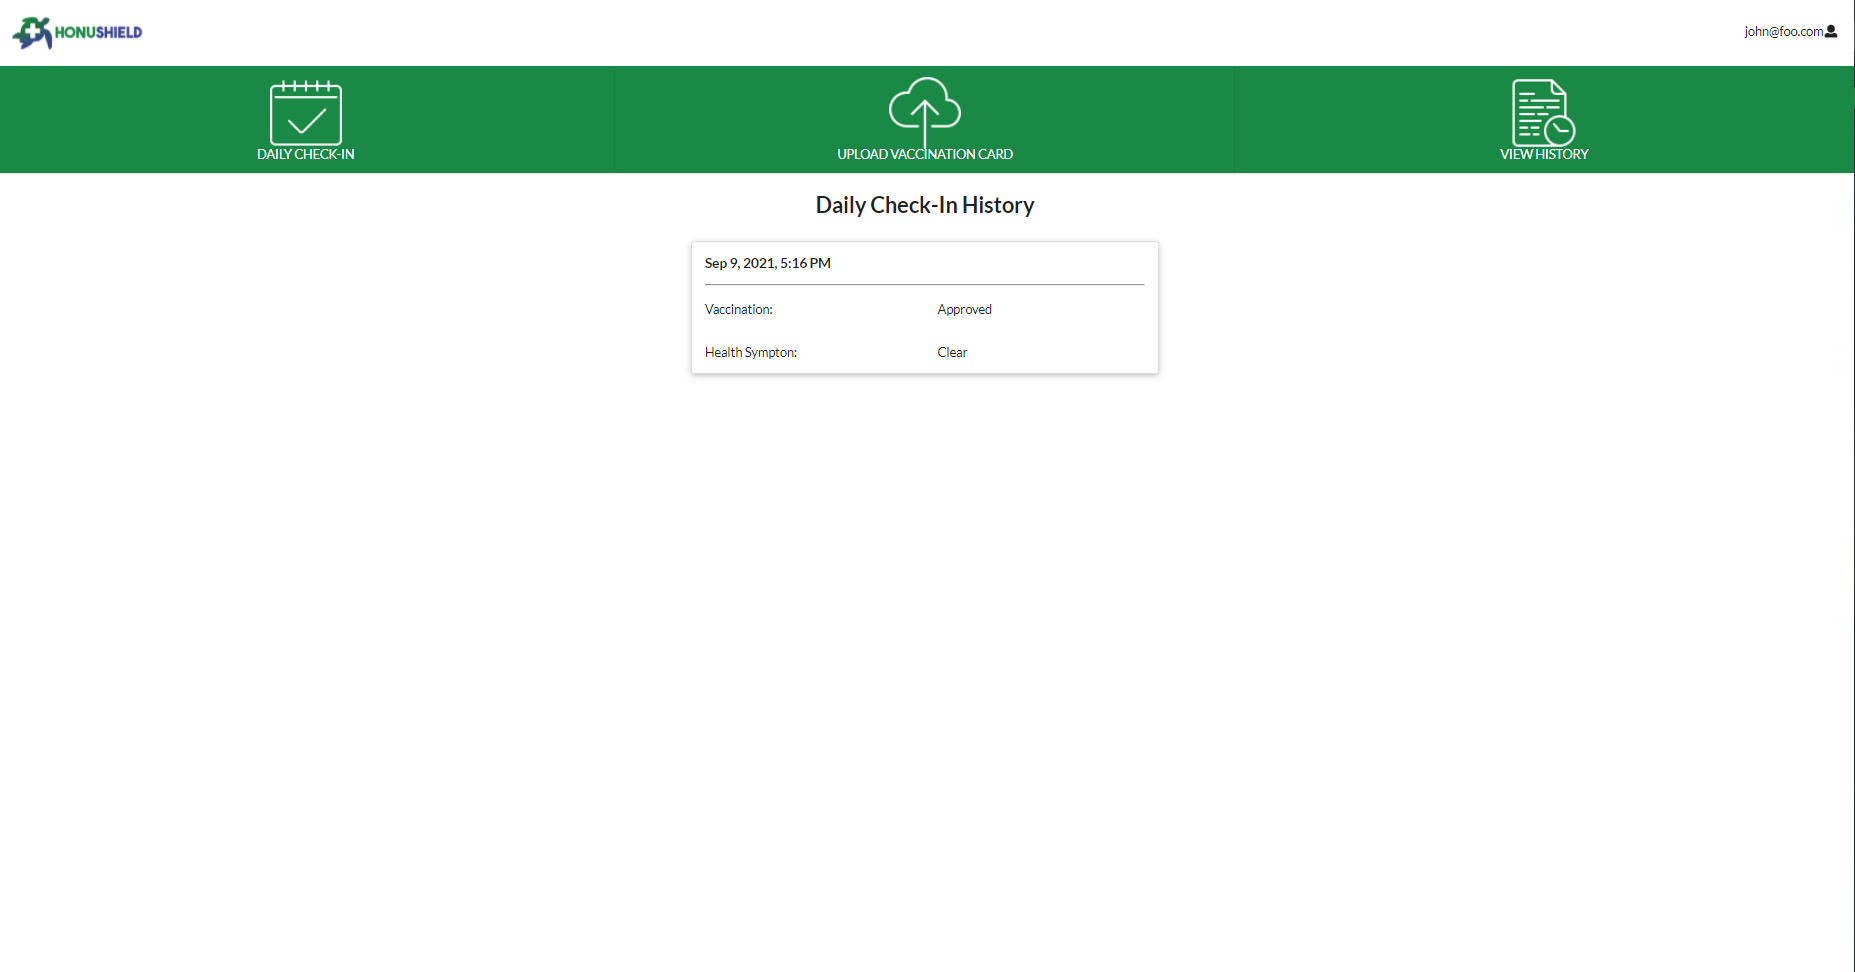 HONUSHIELD
john@foo.com
DAILY CHECK-IN
UPLOAD VACCINATION CARD
VIEW HISTORY
Daily Check-In History
Sep 9, 2021, 5:16 PM
Vaccination: Approved
Health Sympton: Clear